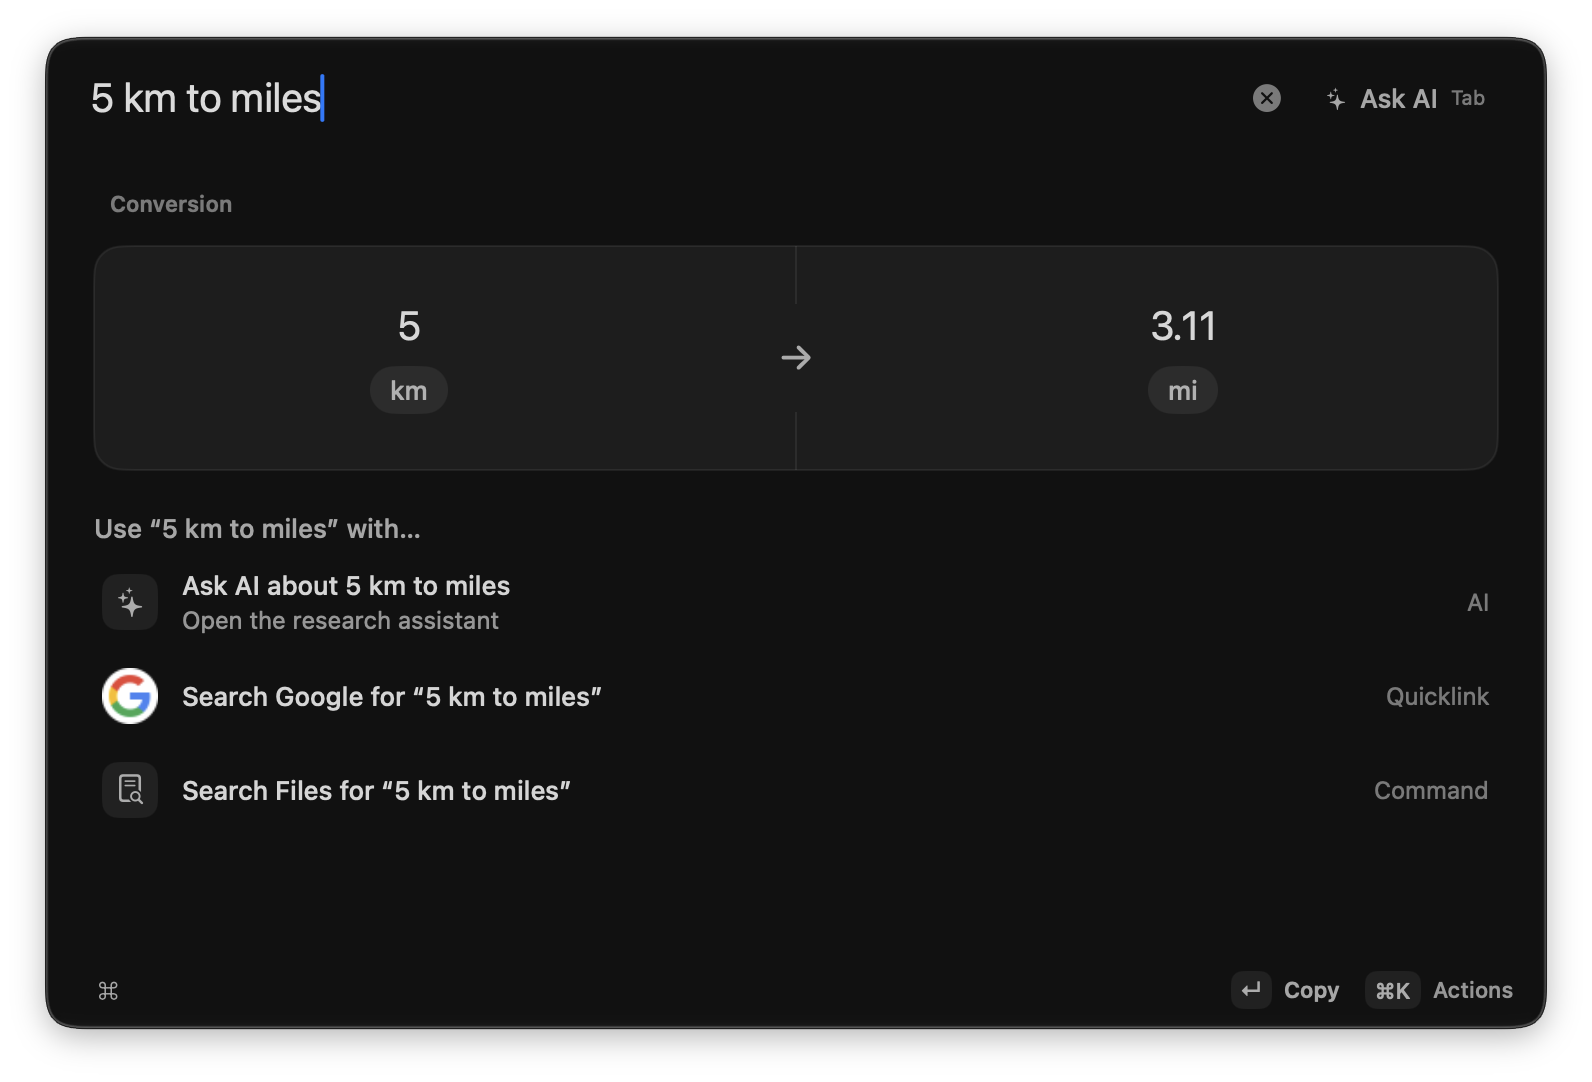 5 km to miles
Ask AI Tab
Conversion
5
km
→
3.11
mi
Use “5 km to miles” with...
Ask AI about 5 km to miles
Open the research assistant
AI
Search Google for “5 km to miles”
Quicklink
Search Files for “5 km to miles”
Command
⌘
↵ Copy ⌘K Actions